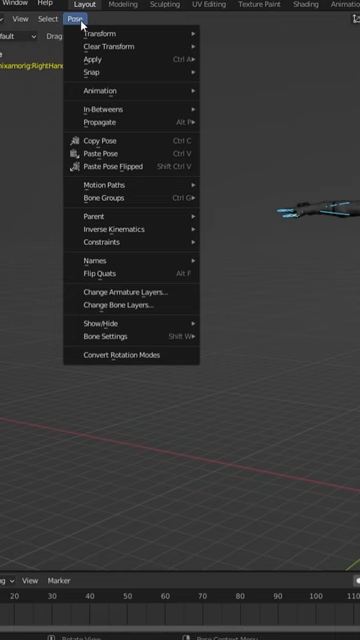 Window Help Layout Modeling Sculpting UV Editing Texture Paint Shading
View Select Pose
Drag
mixamorig:RightHan
Transform
Clear Transform
Apply Ctrl A
Snap
Animation
In-Betweens
Propagate Alt P
Copy Pose Ctrl C
Paste Pose Ctrl V
Paste Pose Flipped Shift Ctrl V
Motion Paths
Bone Groups Ctrl G
Parent
Inverse Kinematics
Constraints
Names
Flip Quats Alt F
Change Armature Layers...
Change Bone Layers...
Show/Hide
Bone Settings Shift W
Convert Rotation Modes
View Marker
20 30 40 50 60 70 80 90 100 110
Rotate View Pose Context Menu